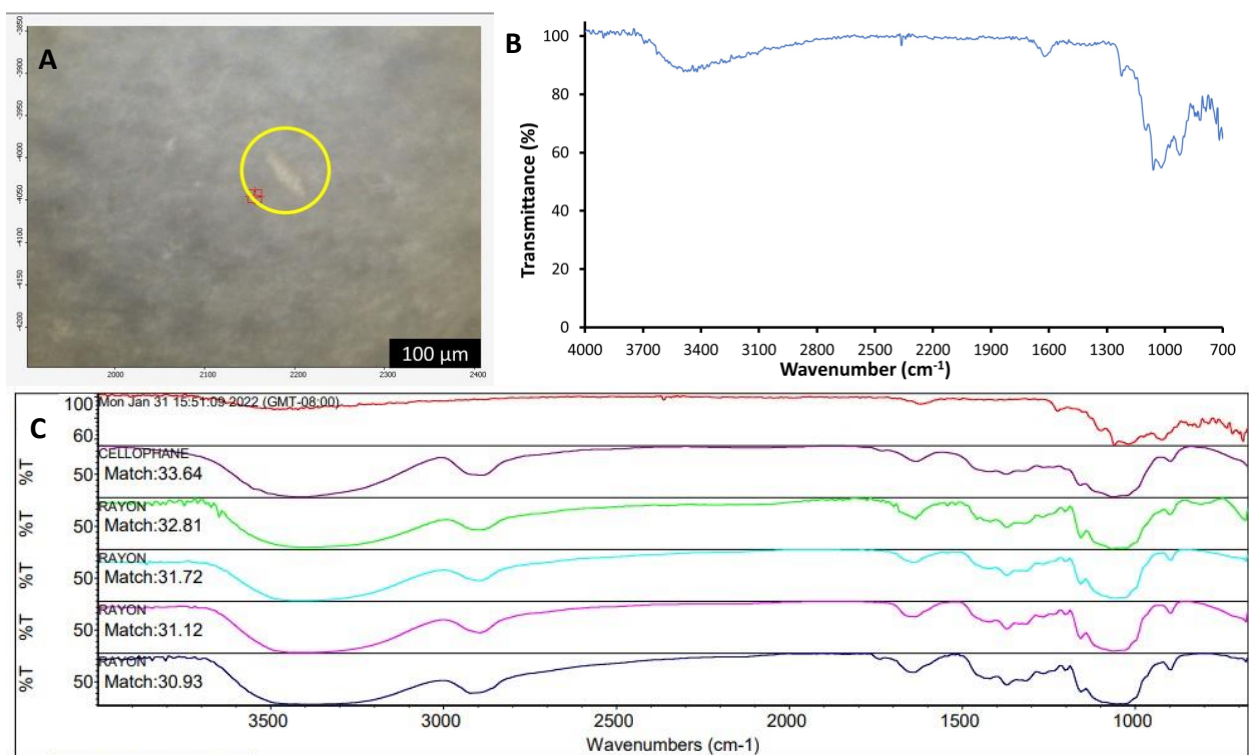 A
-3850
-3900
-3950
-4000
-4050
-4100
-4150
-4200
100 µm
2000 2100 2200 2300 2400
B
100
80
60
40
20
0
Transmittance (%)
4000 3700 3400 3100 2800 2500 2200 1900 1600 1300 1000 700
Wavenumber (cm-1)
C
100
60
Mon Jan 31 15:51:09 2022 (GMT-08:00)
%T
50
CELLOPHANE
Match:33.64
%T
50
RAYON
Match:32.81
%T
50
RAYON
Match:31.72
%T
50
RAYON
Match:31.12
%T
50
RAYON
Match:30.93
3500 3000 2500 2000 1500 1000
Wavenumbers (cm-1)